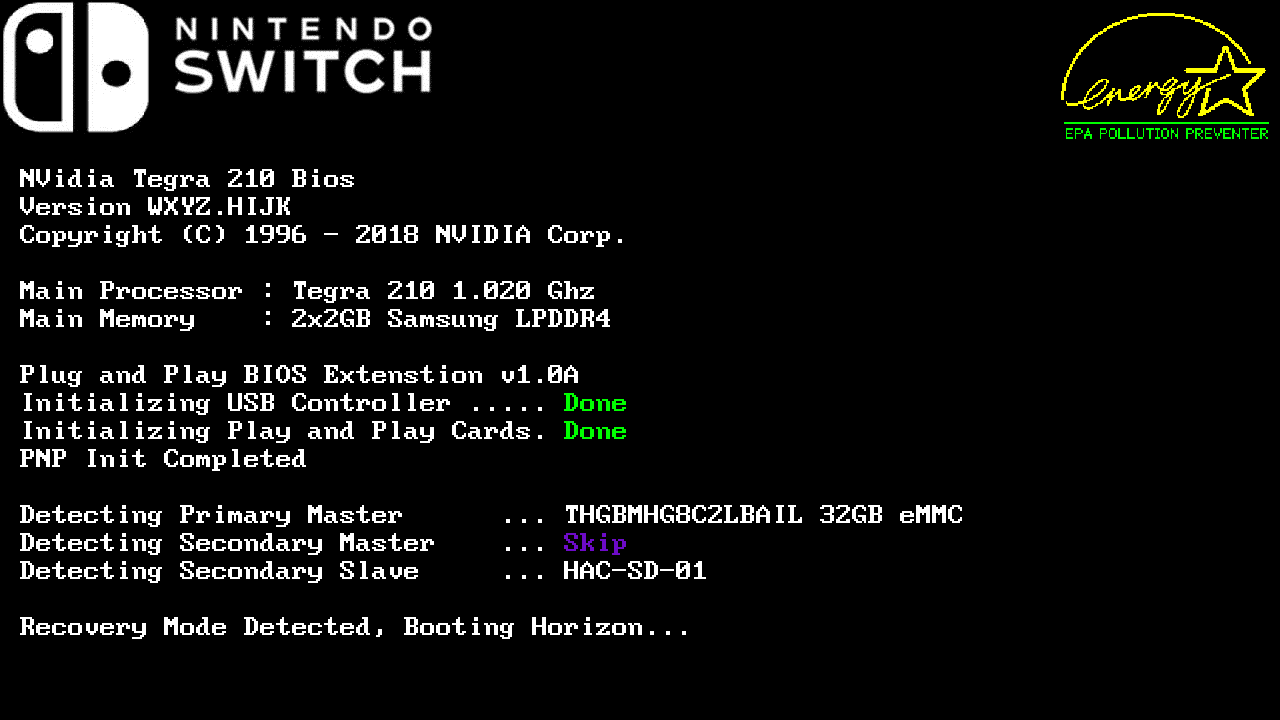 NINTENDO
SWITCH
energy
EPA POLLUTION PREVENTER
NVidia Tegra 210 Bios
Version WXYZ.HIJK
Copyright (C) 1996 - 2018 NVIDIA Corp.
Main Processor : Tegra 210 1.020 Ghz
Main Memory    : 2x2GB Samsung LPDDR4
Plug and Play BIOS Extenstion v1.0A
Initializing USB Controller ..... Done
Initializing Play and Play Cards. Done
PNP Init Completed
Detecting Primary Master      ... THGBMHG8C2LBAIL 32GB eMMC
Detecting Secondary Master    ... Skip
Detecting Secondary Slave     ... HAC-SD-01
Recovery Mode Detected, Booting Horizon...